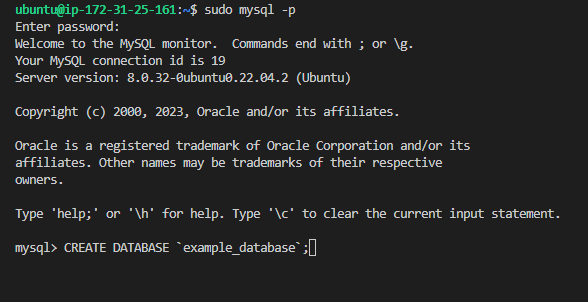 ubuntu@ip-172-31-25-161:~$ sudo mysql -p
Enter password:
Welcome to the MySQL monitor.  Commands end with ; or \g.
Your MySQL connection id is 19
Server version: 8.0.32-0ubuntu0.22.04.2 (Ubuntu)
Copyright (c) 2000, 2023, Oracle and/or its affiliates.
Oracle is a registered trademark of Oracle Corporation and/or its
affiliates. Other names may be trademarks of their respective
owners.
Type 'help;' or '\h' for help. Type '\c' to clear the current input statement.
mysql> CREATE DATABASE `example_database`;